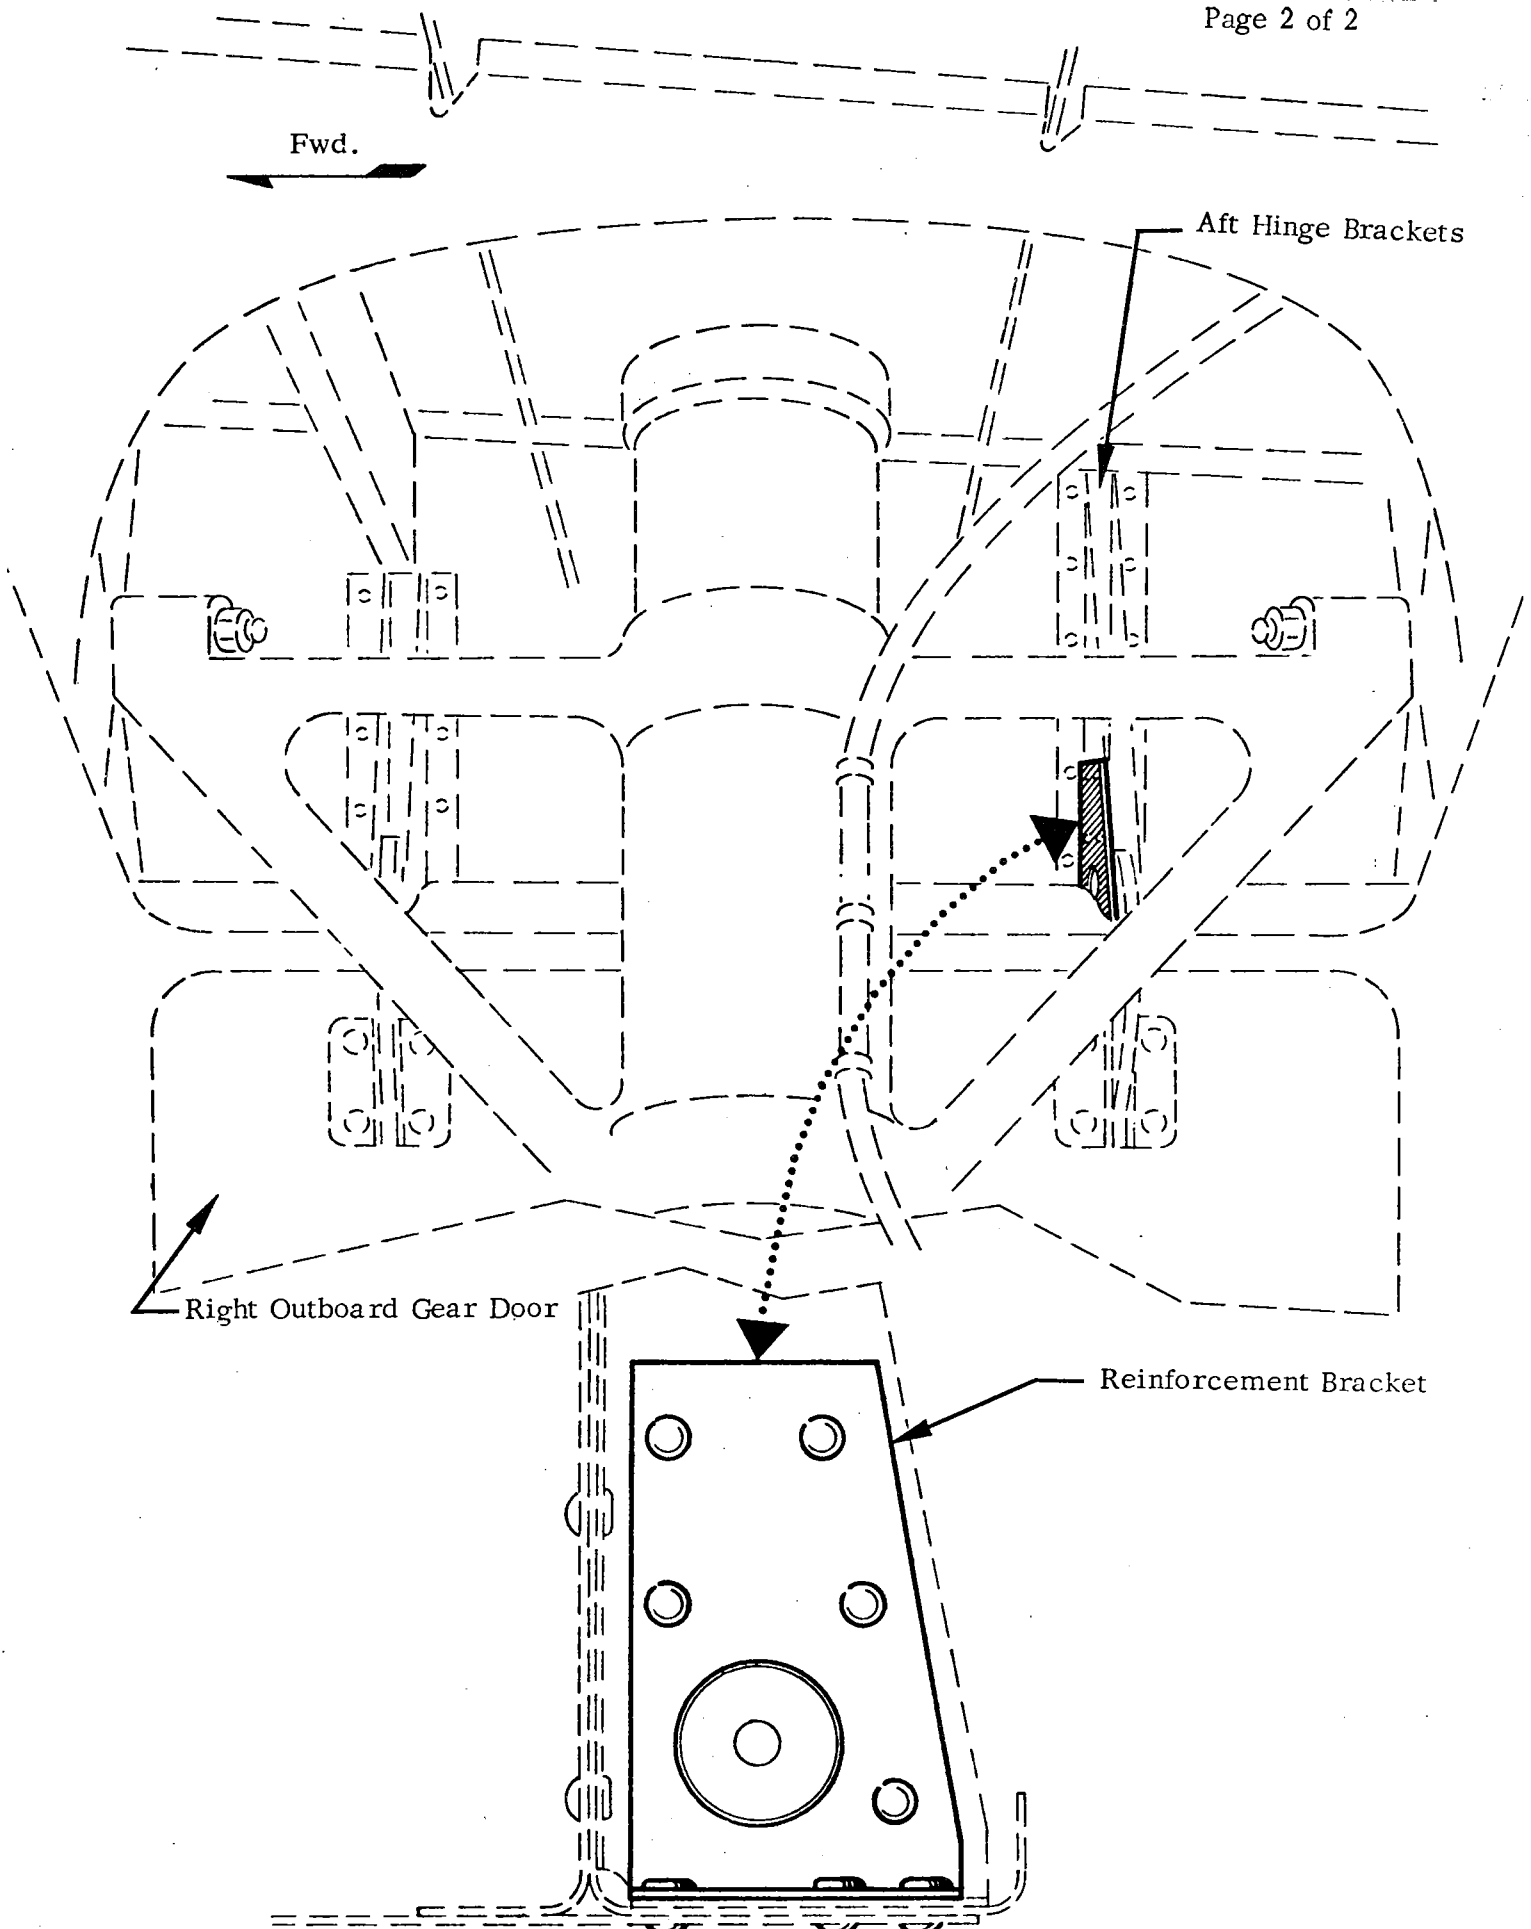 Page 2 of 2
Fwd.
Aft Hinge Brackets
Right Outboard Gear Door
Reinforcement Bracket